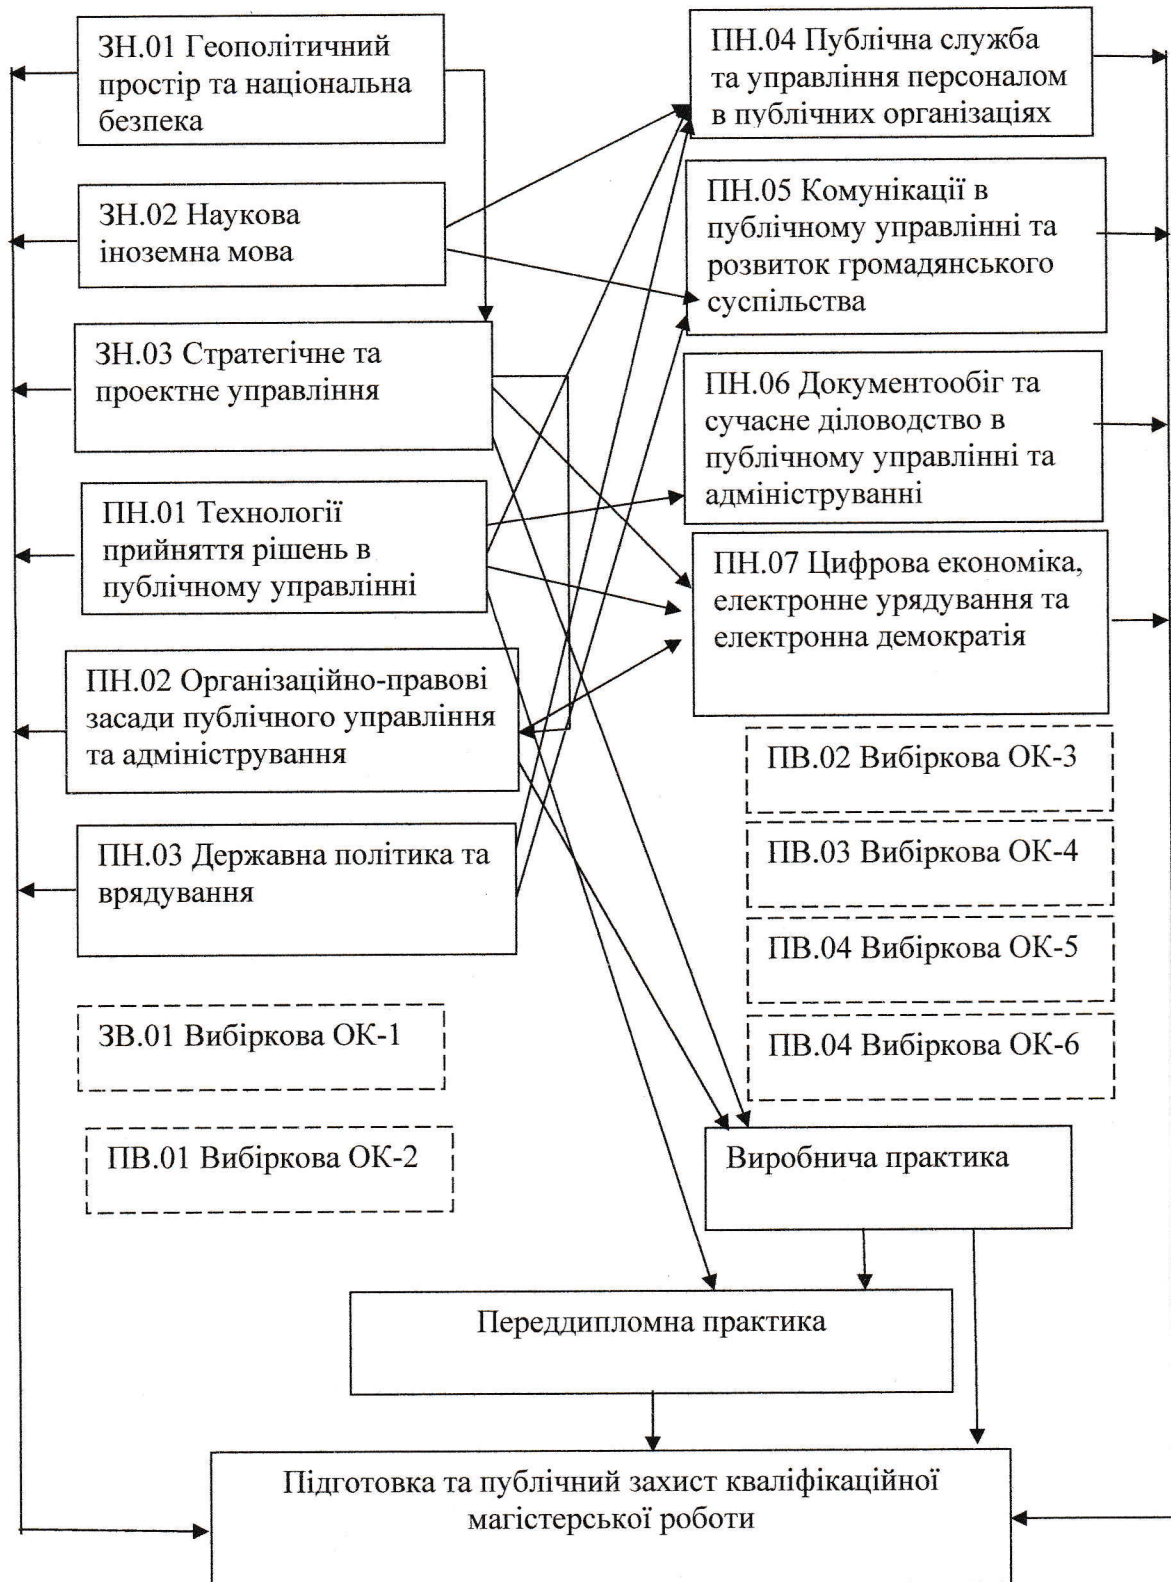 ЗН.01 Геополітичний
простір та національна
безпека
ЗН.02 Наукова
іноземна мова
ЗН.03 Стратегічне та
проектне управління
ПН.01 Технології
прийняття рішень в
публічному управлінні
ПН.02 Організаційно-правові
засади публічного управління
та адміністрування
ПН.03 Державна політика та
врядування
ЗВ.01 Вибіркова ОК-1
ПВ.01 Вибіркова ОК-2
ПН.04 Публічна служба
та управління персоналом
в публічних організаціях
ПН.05 Комунікації в
публічному управлінні та
розвиток громадянського
суспільства
ПН.06 Документообіг та
сучасне діловодство в
публічному управлінні та
адмініструванні
ПН.07 Цифрова економіка,
електронне урядування та
електронна демократія
ПВ.02 Вибіркова ОК-3
ПВ.03 Вибіркова ОК-4
ПВ.04 Вибіркова ОК-5
ПВ.04 Вибіркова ОК-6
Виробнича практика
Переддипломна практика
Підготовка та публічний захист кваліфікаційної
магістерської роботи